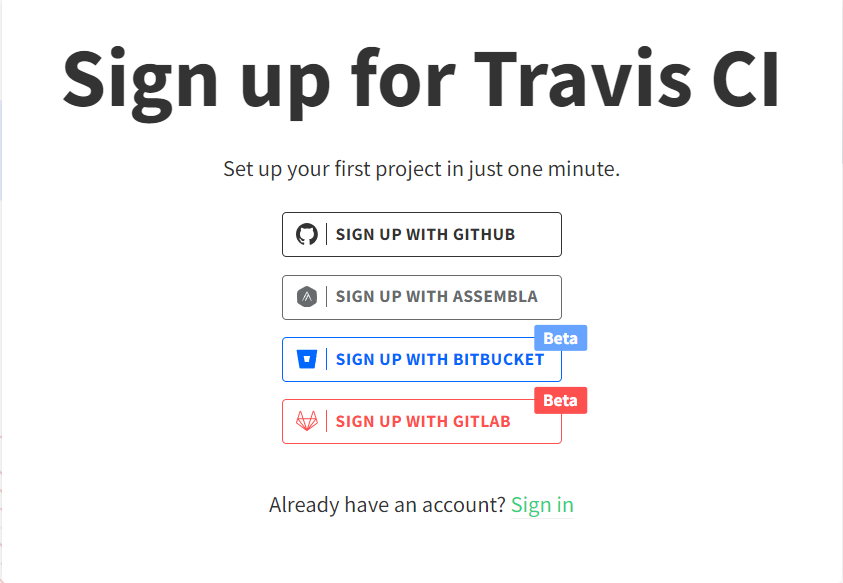 Sign up for Travis CI
Set up your first project in just one minute.
SIGN UP WITH GITHUB
SIGN UP WITH ASSEMBLA
Beta
SIGN UP WITH BITBUCKET
Beta
SIGN UP WITH GITLAB
Already have an account? Sign in